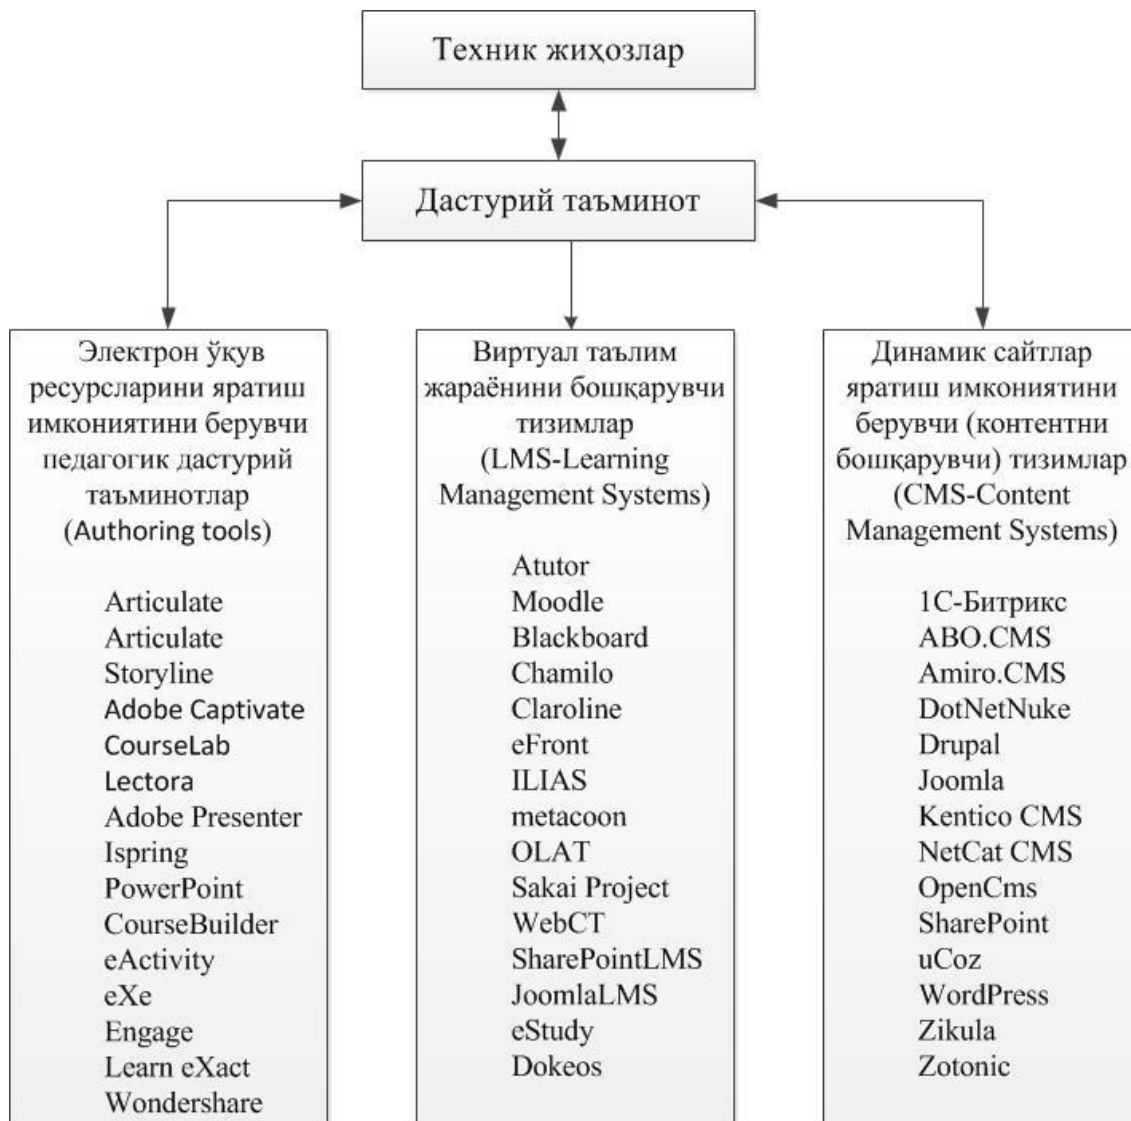 Техник жиҳозлар
Дастурий таъминот
Электрон ўқув
ресурсларини яратиш
имкониятини берувчи
педагогик дастурий
таъминотлар
(Authoring tools)
Articulate
Articulate
Storyline
Adobe Captivate
CourseLab
Lectora
Adobe Presenter
Ispring
PowerPoint
CourseBuilder
eActivity
eXe
Engage
Learn eXact
Wondershare
Виртуал таълим
жараёнини бошқарувчи
тизимлар
(LMS-Learning
Management Systems)
Atutor
Moodle
Blackboard
Chamilo
Claroline
eFront
ILIAS
metacoon
OLAT
Sakai Project
WebCT
SharePointLMS
JoomlaLMS
eStudy
Dokeos
Динамик сайтлар
яратиш имкониятини
берувчи (контентни
бошқарувчи) тизимлар
(CMS-Content
Management Systems)
1С-Битрикс
ABO.CMS
Amiro.CMS
DotNetNuke
Drupal
Joomla
Kentico CMS
NetCat CMS
OpenCms
SharePoint
uCoz
WordPress
Zikula
Zotonic